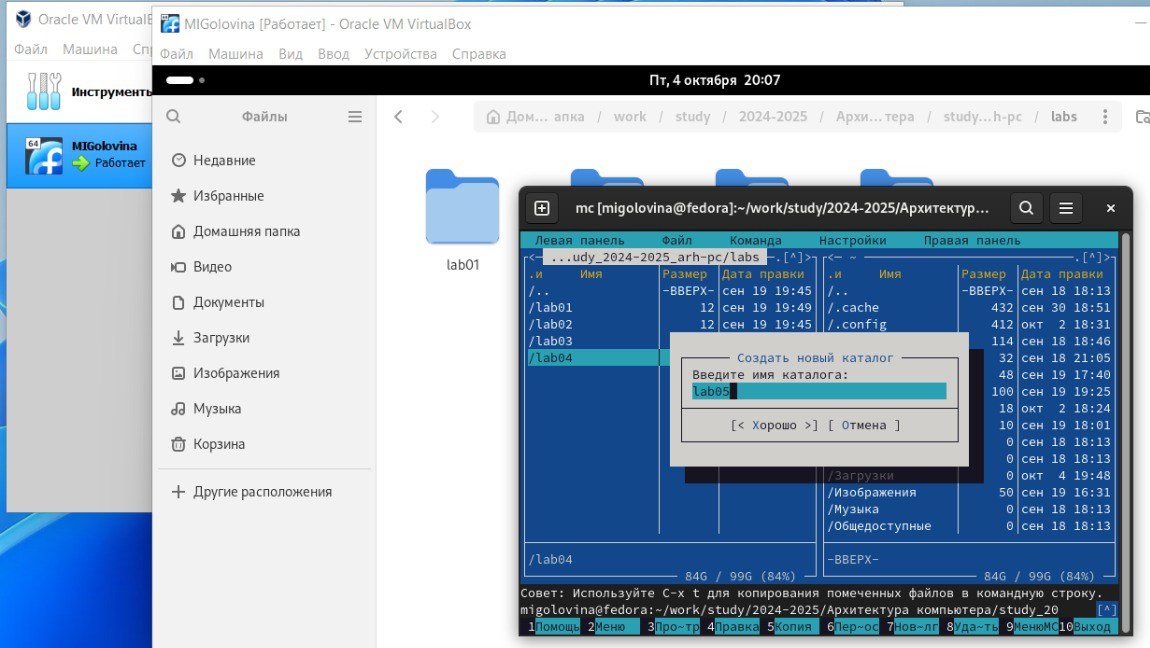 Oracle VM VirtualB
Файл Машина Спр
Инструменты
64
MIGolovina
Работает
MIGolovina [Работает] - Oracle VM VirtualBox
Файл Машина Вид Ввод Устройства Справка
Пт, 4 октября 20:07
Файлы
Дом... апка / work / study / 2024-2025 / Архи...тера / study...h-pc / labs
Недавние
Избранные
Домашняя папка
Видео
Документы
Загрузки
Изображения
Музыка
Корзина
Другие расположения
lab01
mc [migolovina@fedora]:~/work/study/2024-2025/Архитектур...
Левая панель Файл Команда Настройки Правая панель
<- ...udy_2024-2025_arh-pc/labs -.[^]> <- ~ .[^]>
.и Имя Размер Дата правки .и Имя Размер Дата правки
/.. -ВВЕРХ- сен 19 19:45 /.. -ВВЕРХ- сен 18 18:13
/lab01 12 сен 19 19:49 /.cache 432 сен 30 18:51
/lab02 12 сен 19 19:45 /.config 412 окт 2 18:31
/lab03 114 сен 18 18:46
/lab04 32 сен 18 21:05
48 сен 19 17:40
100 сен 19 19:25
18 окт 2 18:24
10 сен 19 18:01
0 сен 18 18:13
0 сен 18 18:13
/Загрузки 0 окт 4 19:48
/Изображения 50 сен 19 16:31
/Музыка 0 сен 18 18:13
/Общедоступные 0 сен 18 18:13
Создать новый каталог
Введите имя каталога:
lab05
[< Хорошо >] [ Отмена ]
/lab04 -ВВЕРХ-
84G / 99G (84%) 84G / 99G (84%)
Совет: Используйте C-x t для копирования помеченных файлов в командную строку.
migolovina@fedora:~/work/study/2024-2025/Архитектура компьютера/study_20 [^]
1Помощь 2Меню 3Про~тр 4Правка 5Копия 6Пер~ос 7Нов~лг 8Уда~ть 9МенюMC 10Выход